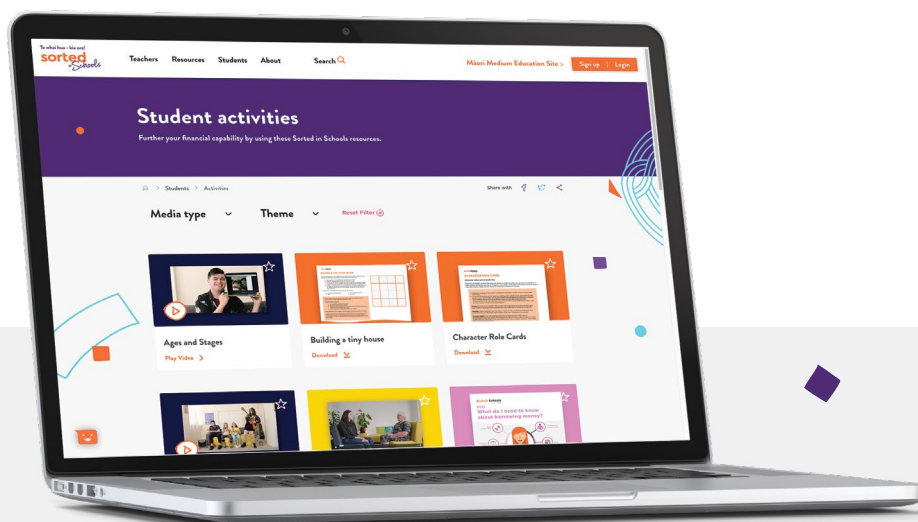 Te whai hua – kia ora!
sorted
in Schools
Teachers Resources Students About Search
Māori Medium Education Site >
Sign up | Login
Student activities
Further your financial capability by using these Sorted in Schools resources.
> Students > Activities
Share with
Media type
Theme
Reset Filter
Ages and Stages
Play Video >
Building a tiny house
Download
Character Role Cards
Download
What do I need to know
about borrowing money?